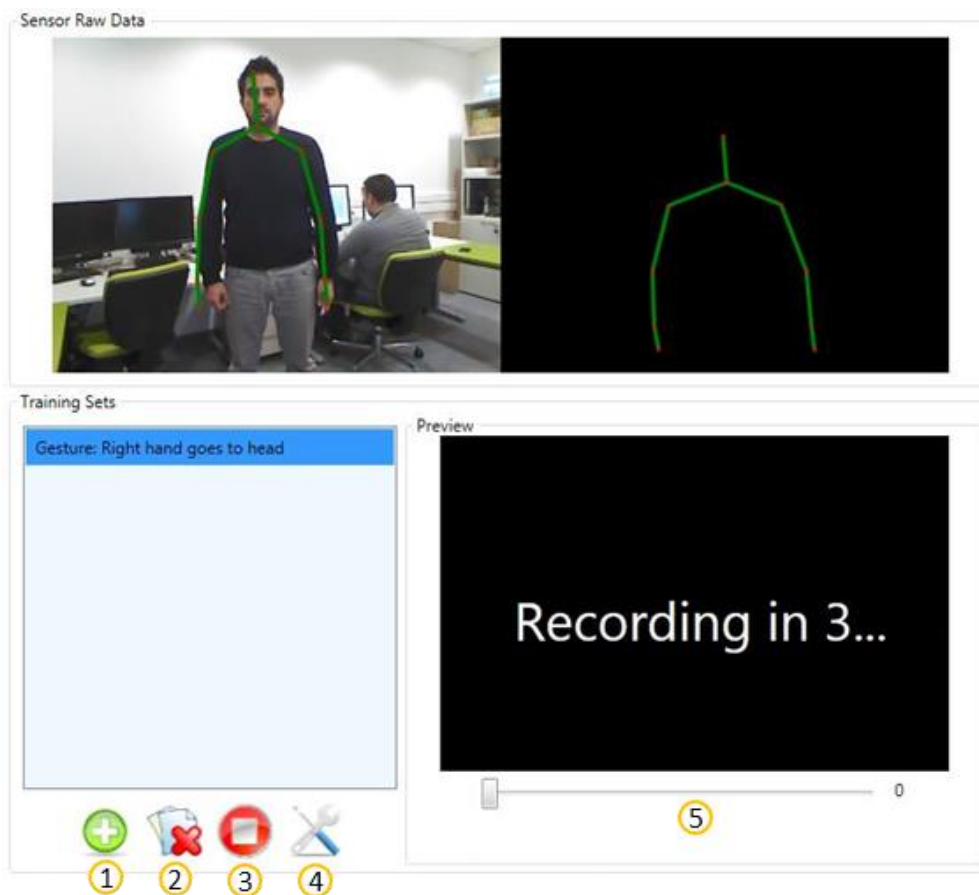 Sensor Raw Data
Training Sets
Gesture: Right hand goes to head
Preview
Recording in 3...
0
5
1 2 3 4